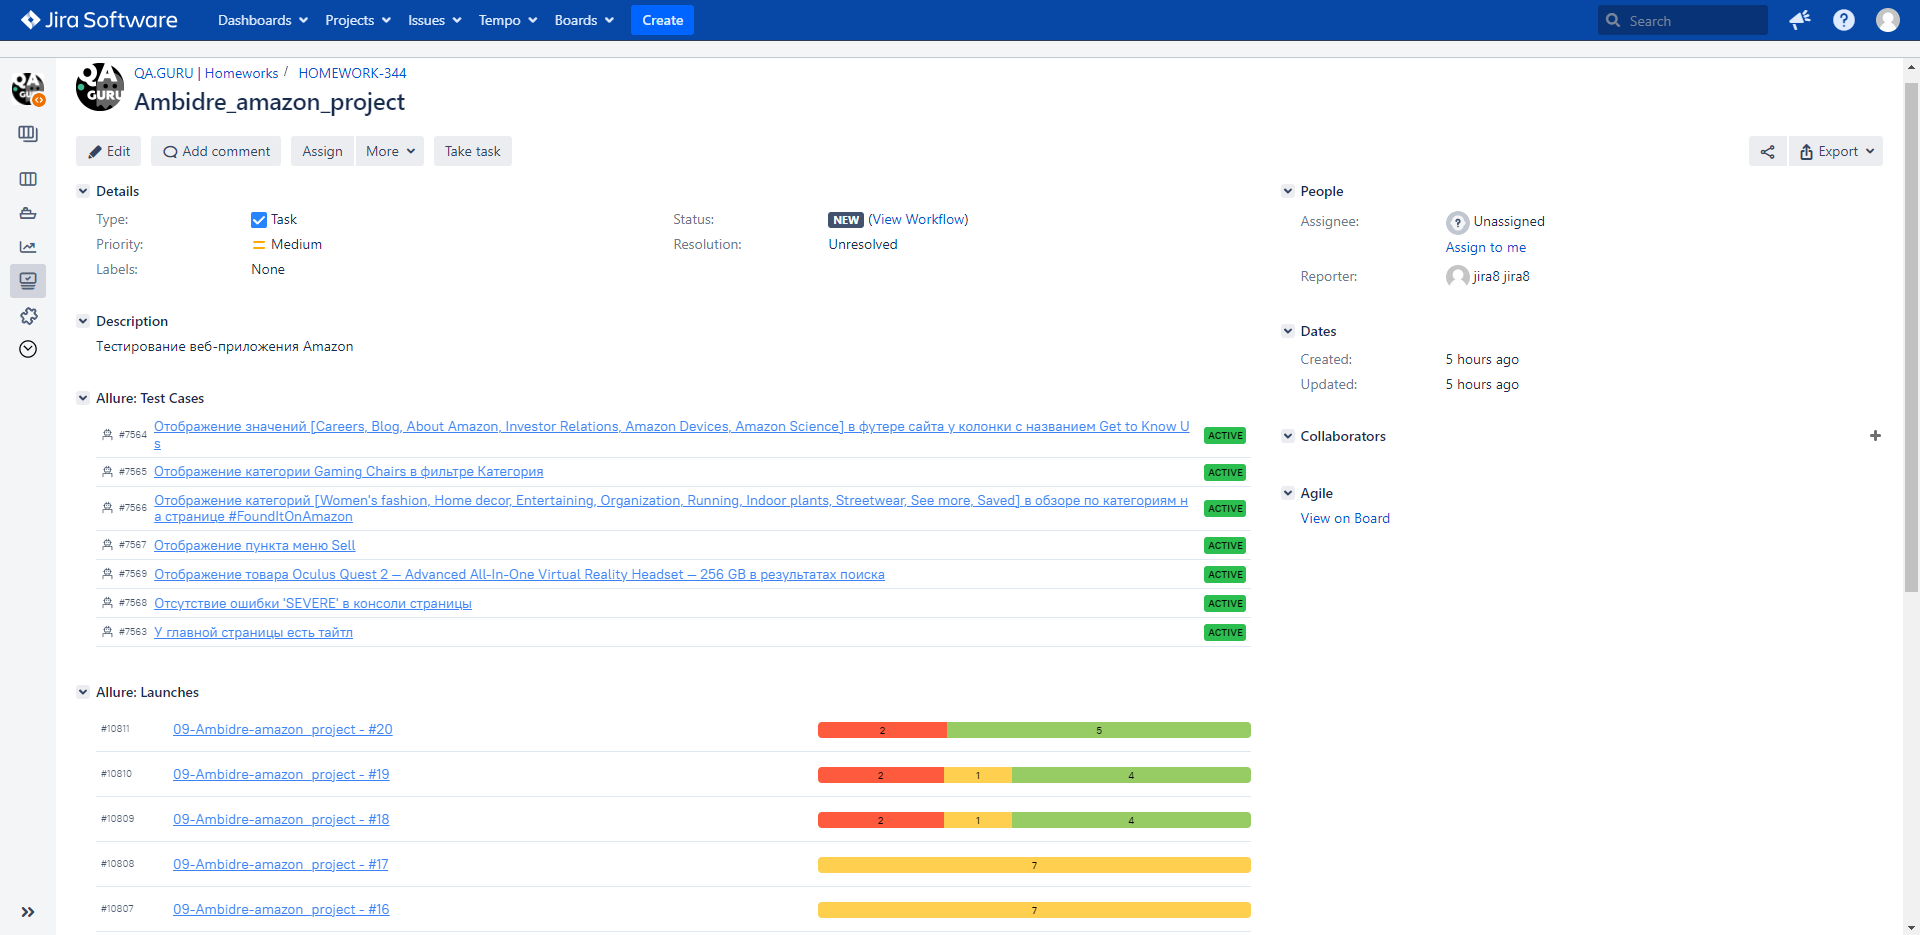 Jira Software Dashboards Projects Issues Tempo Boards Create Search
QA.GURU | Homeworks / HOMEWORK-344
Ambidre_amazon_project
Edit Add comment Assign More Take task Export
Details
Type: Task Status: NEW (View Workflow)
Priority: Medium Resolution: Unresolved
Labels: None
Description
Тестирование веб-приложения Amazon
Allure: Test Cases
#7564 Отображение значений [Careers, Blog, About Amazon, Investor Relations, Amazon Devices, Amazon Science] в футере сайта у колонки с названием Get to Know U
s ACTIVE
#7565 Отображение категории Gaming Chairs в фильтре Категория ACTIVE
#7566 Отображение категорий [Women's fashion, Home decor, Entertaining, Organization, Running, Indoor plants, Streetwear, See more, Saved] в обзоре по категориям н
а странице #FoundItOnAmazon ACTIVE
#7567 Отображение пункта меню Sell ACTIVE
#7569 Отображение товара Oculus Quest 2 — Advanced All-In-One Virtual Reality Headset — 256 GB в результатах поиска ACTIVE
#7568 Отсутствие ошибки 'SEVERE' в консоли страницы ACTIVE
#7563 У главной страницы есть тайтл ACTIVE
Allure: Launches
#10811 09-Ambidre-amazon_project - #20 2 5
#10810 09-Ambidre-amazon_project - #19 2 1 4
#10809 09-Ambidre-amazon_project - #18 2 1 4
#10808 09-Ambidre-amazon_project - #17 7
#10807 09-Ambidre-amazon_project - #16 7
People
Assignee: Unassigned
Assign to me
Reporter: jira8 jira8
Dates
Created: 5 hours ago
Updated: 5 hours ago
Collaborators
Agile
View on Board
QA
GURU